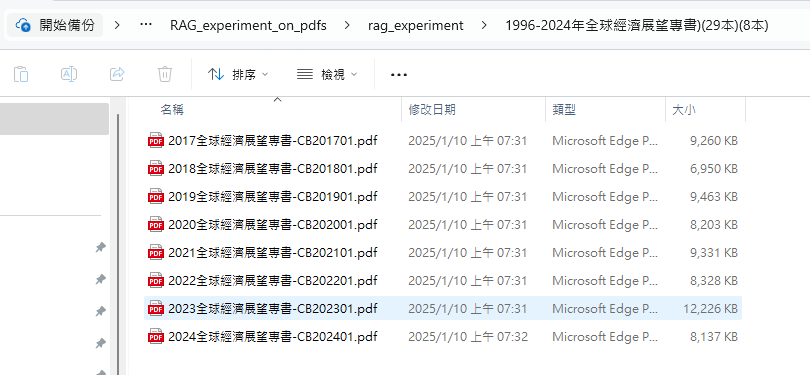 開始備份 > ... RAG_experiment_on_pdfs > rag_experiment > 1996-2024年全球經濟展望專書)(29本)(8本)
排序 檢視 ...
名稱 修改日期 類型 大小
PDF 2017全球經濟展望專書-CB201701.pdf 2025/1/10 上午 07:31 Microsoft Edge P... 9,260 KB
PDF 2018全球經濟展望專書-CB201801.pdf 2025/1/10 上午 07:31 Microsoft Edge P... 6,950 KB
PDF 2019全球經濟展望專書-CB201901.pdf 2025/1/10 上午 07:31 Microsoft Edge P... 9,463 KB
PDF 2020全球經濟展望專書-CB202001.pdf 2025/1/10 上午 07:31 Microsoft Edge P... 8,203 KB
PDF 2021全球經濟展望專書-CB202101.pdf 2025/1/10 上午 07:31 Microsoft Edge P... 9,331 KB
PDF 2022全球經濟展望專書-CB202201.pdf 2025/1/10 上午 07:31 Microsoft Edge P... 8,328 KB
PDF 2023全球經濟展望專書-CB202301.pdf 2025/1/10 上午 07:31 Microsoft Edge P... 12,226 KB
PDF 2024全球經濟展望專書-CB202401.pdf 2025/1/10 上午 07:32 Microsoft Edge P... 8,137 KB